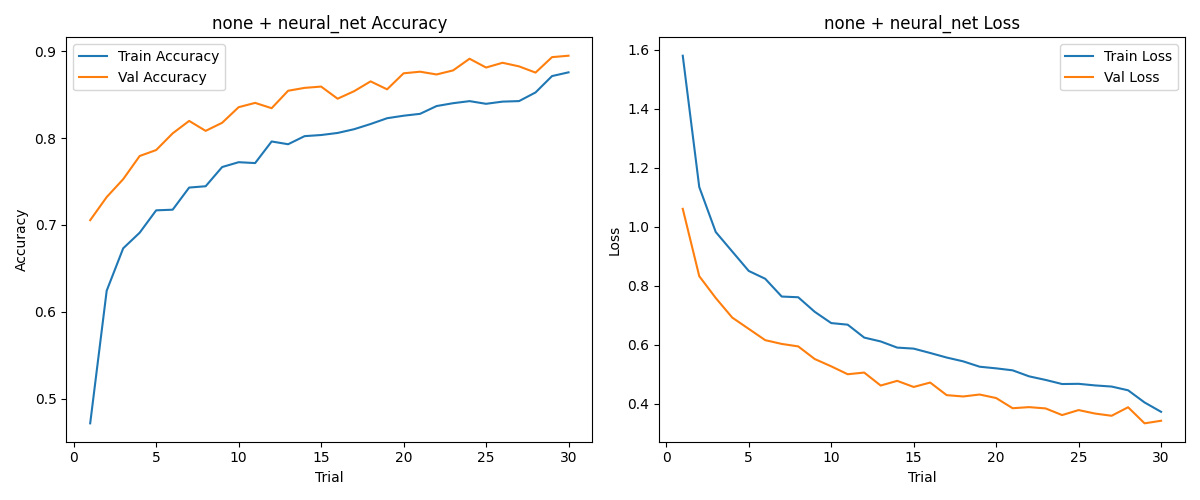 none + neural_net Accuracy
Train Accuracy
Val Accuracy
Accuracy
0.9
0.8
0.7
0.6
0.5
0 5 10 15 20 25 30
Trial
none + neural_net Loss
Train Loss
Val Loss
Loss
1.6
1.4
1.2
1.0
0.8
0.6
0.4
0 5 10 15 20 25 30
Trial